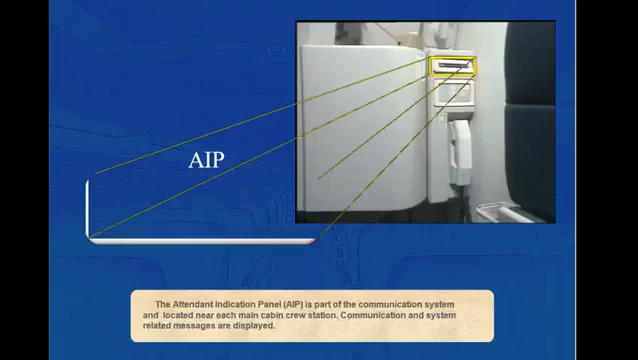 AIP
The Attendant Indication Panel (AIP) is part of the communication system
and located near each main cabin crew station. Communication and system
related messages are displayed.